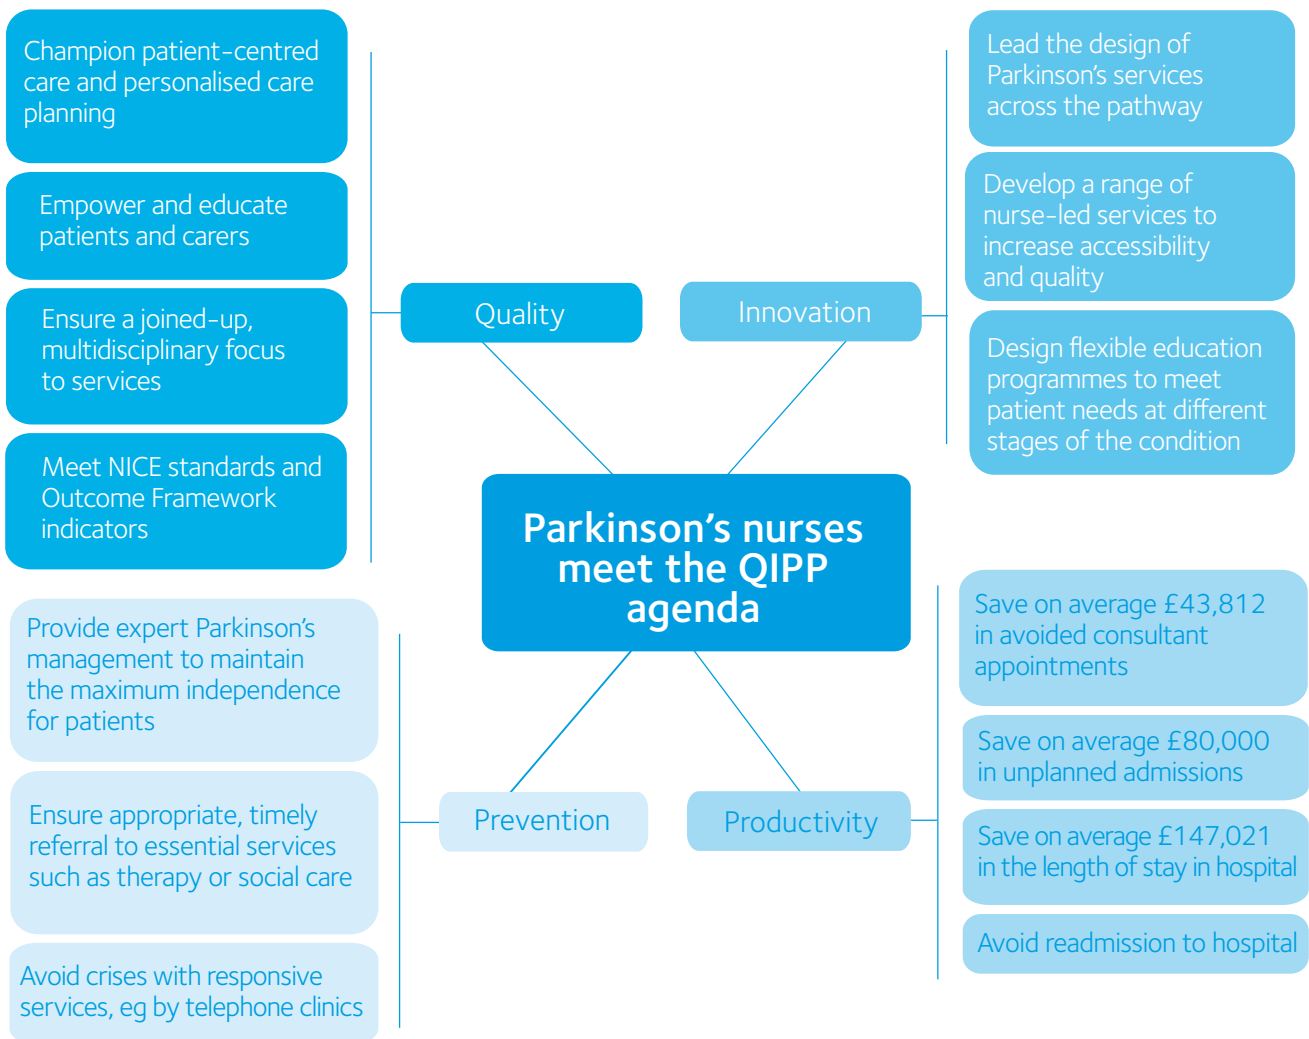 Champion patient-centred
care and personalised care
planning
Empower and educate
patients and carers
Ensure a joined-up,
multidisciplinary focus
to services
Meet NICE standards and
Outcome Framework
indicators
Quality
Innovation
Lead the design of
Parkinson's services
across the pathway
Develop a range of
nurse-led services to
increase accessibility
and quality
Design flexible education
programmes to meet
patient needs at different
stages of the condition
Parkinson's nurses
meet the QIPP
agenda
Provide expert Parkinson's
management to maintain
the maximum independence
for patients
Ensure appropriate, timely
referral to essential services
such as therapy or social care
Avoid crises with responsive
services, eg by telephone clinics
Prevention
Productivity
Save on average £43,812
in avoided consultant
appointments
Save on average £80,000
in unplanned admissions
Save on average £147,021
in the length of stay in hospital
Avoid readmission to hospital